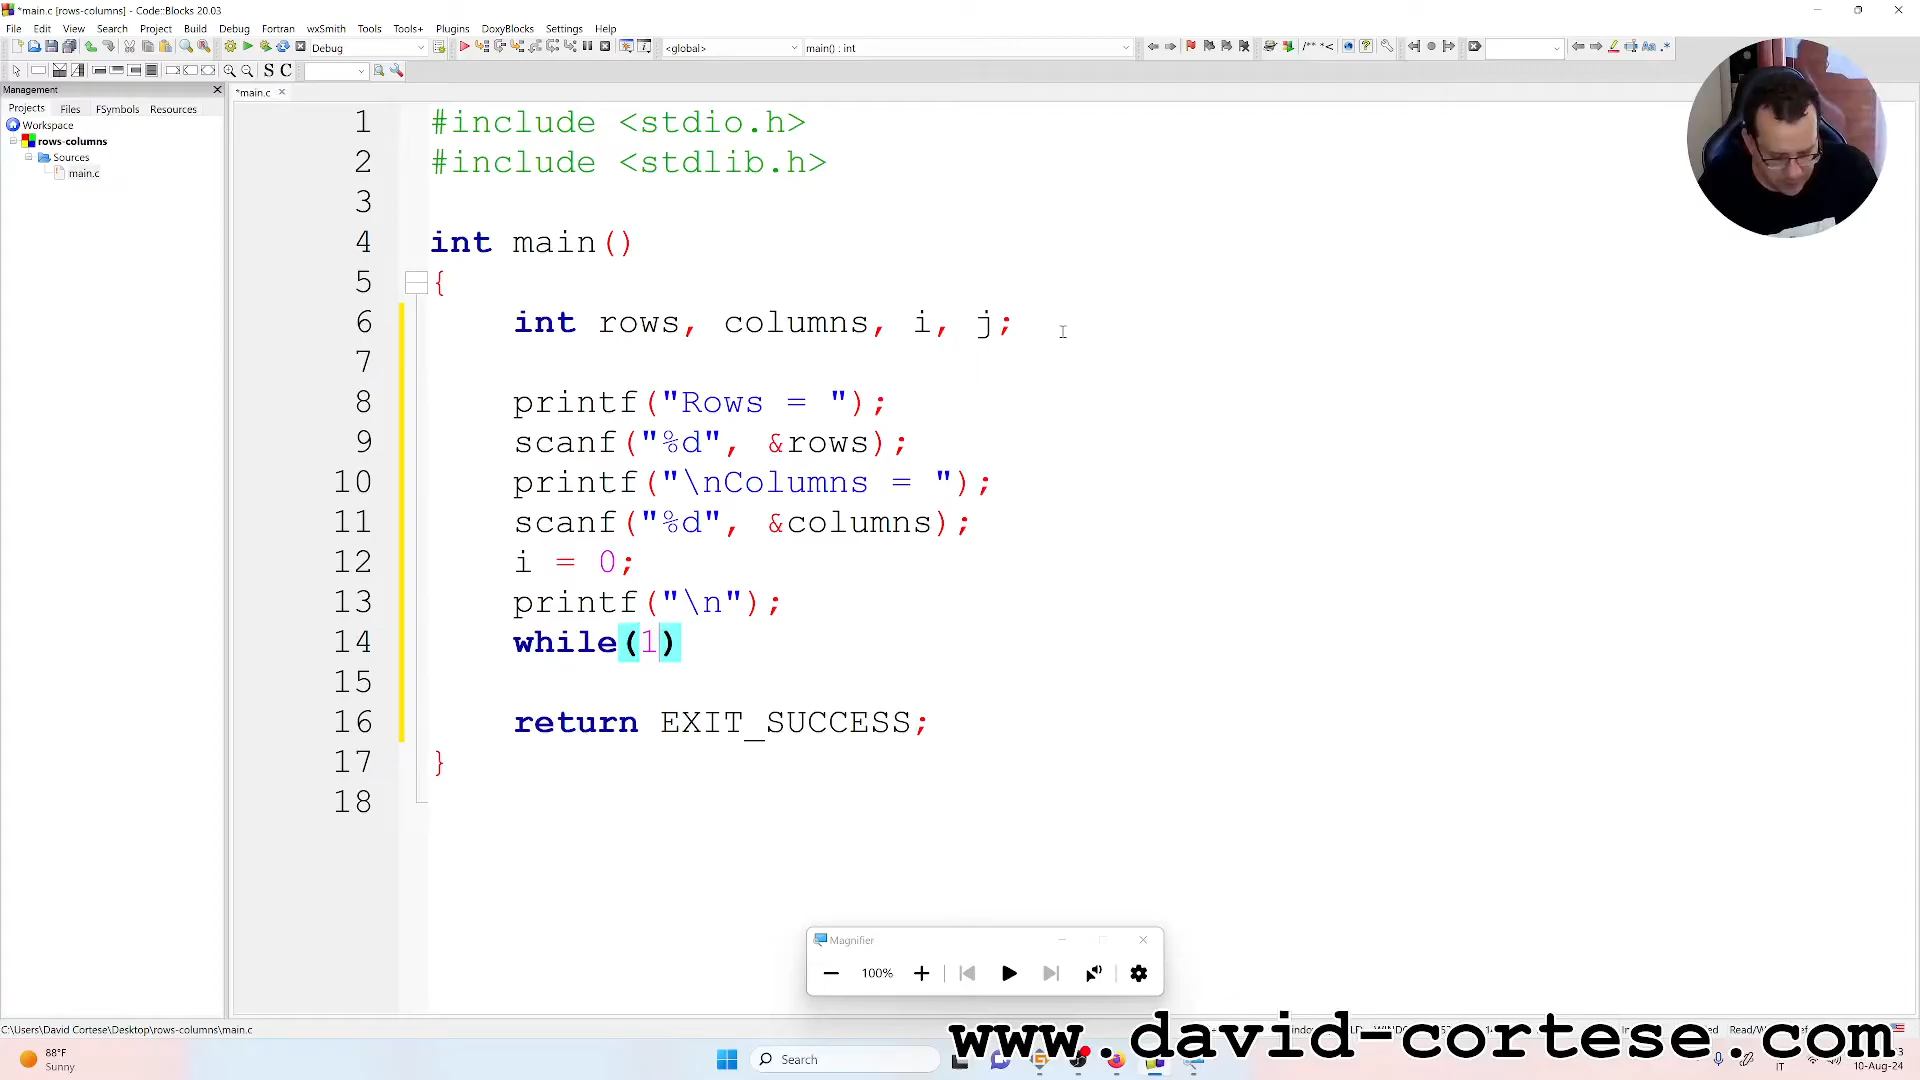 *main.c [rows-columns] - Code::Blocks 20.03
File Edit View Search Project Build Debug Fortran wxSmith Tools Tools+ Plugins DoxyBlocks Settings Help
Debug <global> main() : int
S C
Management
*main.c
Projects Files FSymbols Resources
Workspace
rows-columns
Sources
main.c
1 #include <stdio.h>
2 #include <stdlib.h>
3
4 int main()
5 {
6 int rows, columns, i, j;
7
8 printf("Rows = ");
9 scanf("%d", &rows);
10 printf("\nColumns = ");
11 scanf("%d", &columns);
12 i = 0;
13 printf("\n");
14 while(1)
15
16 return EXIT_SUCCESS;
17 }
18
Magnifier
100%
C:\Users\David Cortese\Desktop\rows-columns\main.c
www.david-cortese.com
88°F
Sunny
Search
IT
10-Aug-24